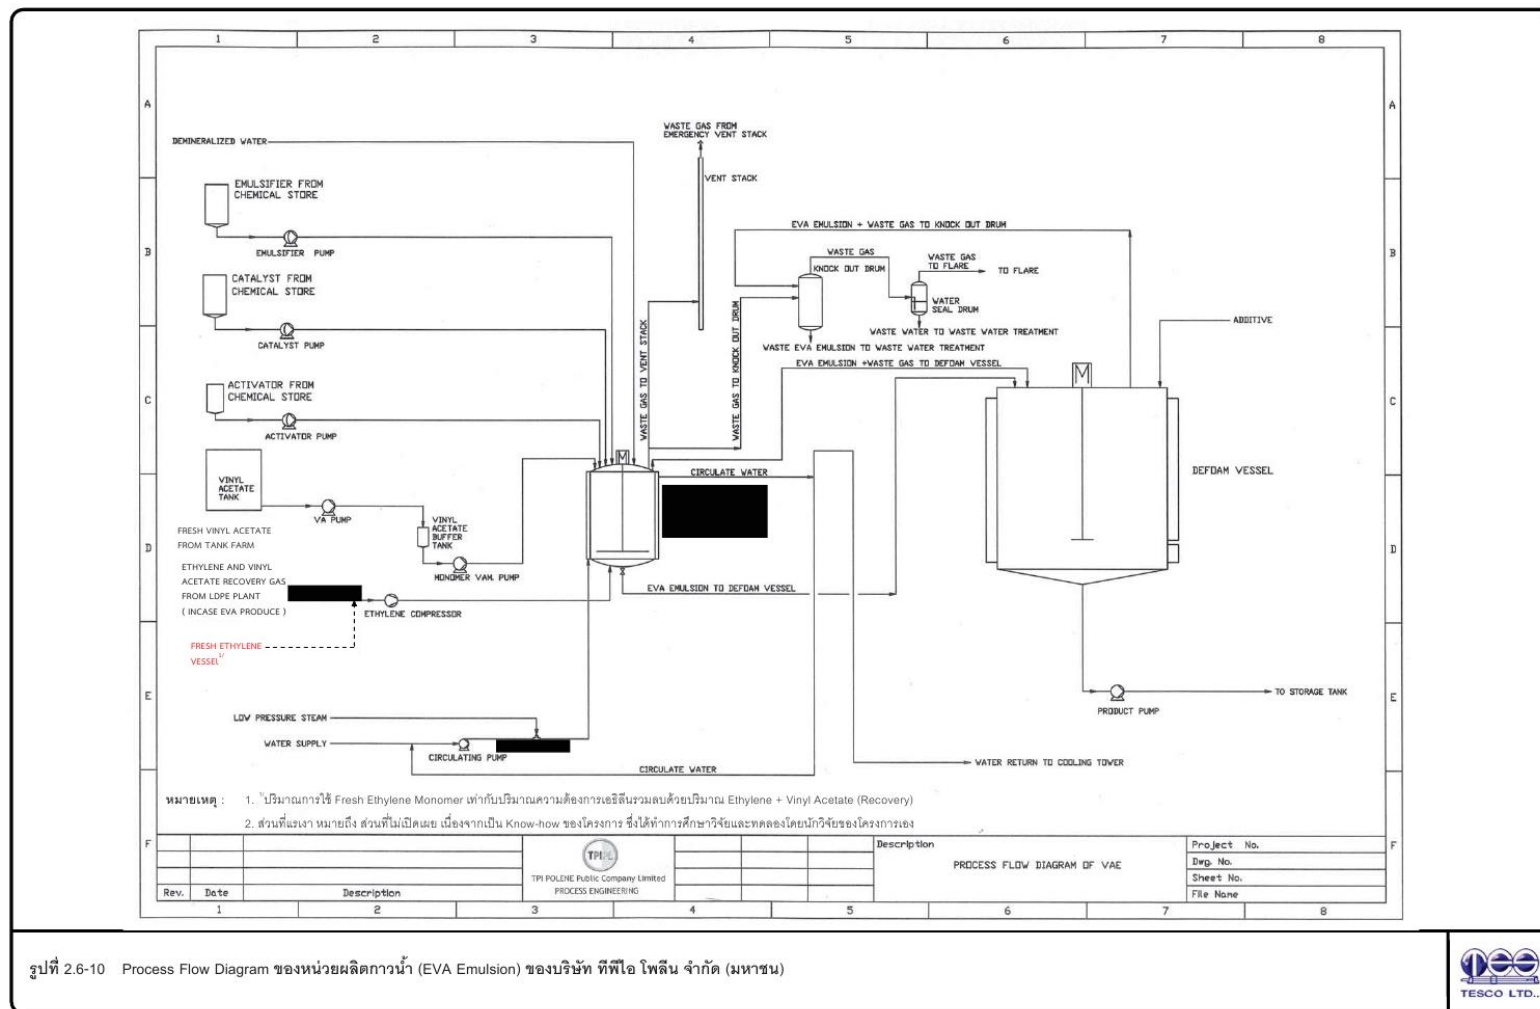 1 2 3 4 5 6 7 8
A A
WASTE GAS FROM
EMERGENCY VENT STACK
DEMINERALIZED WATER
VENT STACK
EMULSIFIER FROM
CHEMICAL STORE
EVA EMULSION + WASTE GAS TO KNOCK OUT DRUM
EMULSIFIER PUMP
B B
WASTE GAS
KNOCK OUT DRUM
WASTE GAS
TO FLARE
TO FLARE
CATALYST FROM
CHEMICAL STORE
WATER
SEAL DRUM
WASTE WATER TO WASTE WATER TREATMENT
ADDITIVE
CATALYST PUMP
WASTE EVA EMULSION TO WASTE WATER TREATMENT
EVA EMULSION +WASTE GAS TO DEFOAM VESSEL
WASTE GAS TO VENT STACK
WASTE GAS TO KNOCK OUT DRUM
M
ACTIVATOR FROM
CHEMICAL STORE
C C
ACTIVATOR PUMP
M
CIRCULATE WATER
DEFOAM VESSEL
VINYL
ACETATE
TANK
VA PUMP
VINYL
ACETATE
BUFFER
TANK
FRESH VINYL ACETATE
FROM TANK FARM
D D
ETHYLENE AND VINYL
ACETATE RECOVERY GAS
FROM LDPE PLANT
( INCASE EVA PRODUCE )
MONOMER VAM. PUMP
EVA EMULSION TO DEFOAM VESSEL
ETHYLENE COMPRESSOR
FRESH ETHYLENE
VESSEL 1/
E E
TO STORAGE TANK
PRODUCT PUMP
LOW PRESSURE STEAM
WATER SUPPLY
CIRCULATING PUMP
CIRCULATE WATER
WATER RETURN TO COOLING TOWER
หมายเหตุ : 1. 1/ปริมาณการใช้ Fresh Ethylene Monomer เท่ากับปริมาณความต้องการเอธิลีนรวมลบด้วยปริมาณ Ethylene + Vinyl Acetate (Recovery)
2. ส่วนที่แรเงา หมายถึง ส่วนที่ไม่เปิดเผย เนื่องจากเป็น Know-how ของโครงการ ซึ่งได้ทำการศึกษาวิจัยและทดลองโดยนักวิจัยของโครงการเอง
F F
TPIPL
TPI POLENE Public Company Limited
PROCESS ENGINEERING
Description
PROCESS FLOW DIAGRAM OF VAE
Project No.
Dwg. No.
Sheet No.
File Name
Rev. Date Description
1 2 3 4 5 6 7 8
รูปที่ 2.6-10 Process Flow Diagram ของหน่วยผลิตกาวน้ำ (EVA Emulsion) ของบริษัท ทีพีไอ โพลีน จำกัด (มหาชน)
TESCO LTD.